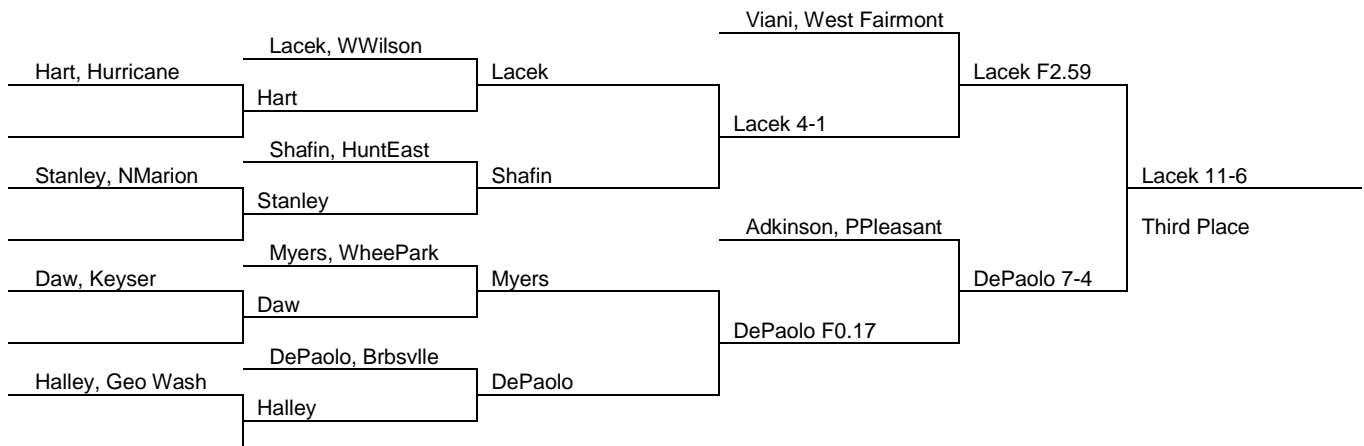 Viani, West Fairmont
Lacek, WWilson
Hart, Hurricane
Lacek
Lacek F2.59
Hart
Lacek 4-1
Shafin, HuntEast
Stanley, NMarion
Shafin
Lacek 11-6
Stanley
Adkinson, PPleasant
Third Place
Myers, WheePark
Daw, Keyser
Myers
DePaolo 7-4
Daw
DePaolo F0.17
DePaolo, Brbsvlle
Halley, Geo Wash
DePaolo
Halley